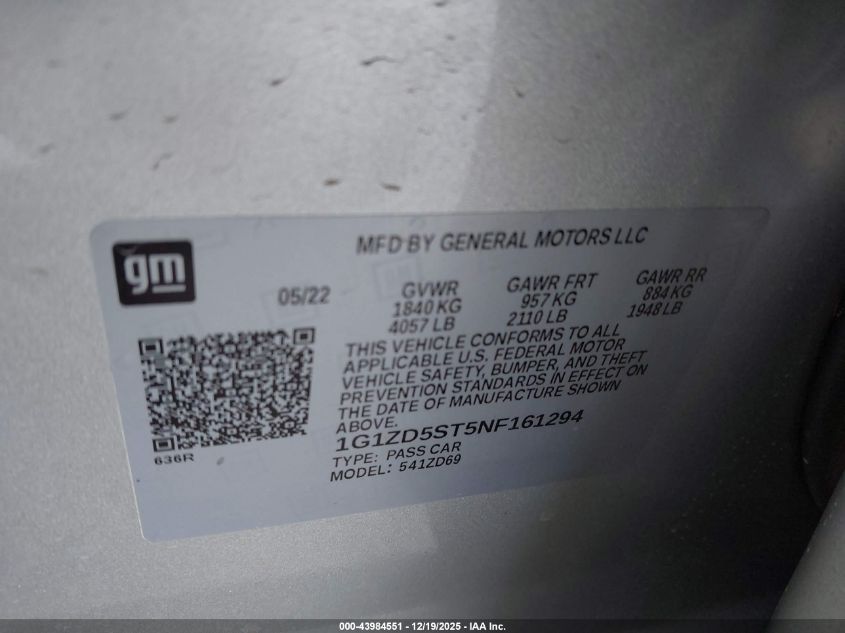 gm
MFD BY GENERAL MOTORS LLC
05/22
GVWR GAWR FRT GAWR RR
1840 KG 957 KG 884 KG
4057 LB 2110 LB 1948 LB
THIS VEHICLE CONFORMS TO ALL
APPLICABLE U.S. FEDERAL MOTOR
VEHICLE SAFETY, BUMPER, AND THEFT
PREVENTION STANDARDS IN EFFECT ON
THE DATE OF MANUFACTURE SHOWN
ABOVE.
1G1ZD5ST5NF161294
636R
TYPE: PASS CAR
MODEL: 541ZD69
000-43984551 - 12/19/2025 - IAA Inc.